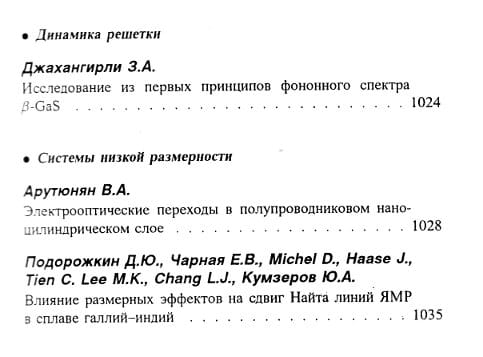 • Динамика решетки
Джахангирли З.А.
Исследование из первых принципов фононного спектра
β-GaS . . . . . . . . . . . . . . . . . . . . . . . . 1024
• Системы низкой размерности
Арутюнян В.А.
Электрооптические переходы в полупроводниковом нано-
цилиндрическом слое . . . . . . . . . . . . . . . . . 1028
Подорожкин Д.Ю., Чарная Е.В., Michel D., Haase J.,
Tien C. Lee M.K., Chang L.J., Кумзеров Ю.А.
Влияние размерных эффектов на сдвиг Найта линий ЯМР
в сплаве галлий–индий . . . . . . . . . . . . . . . . 1035